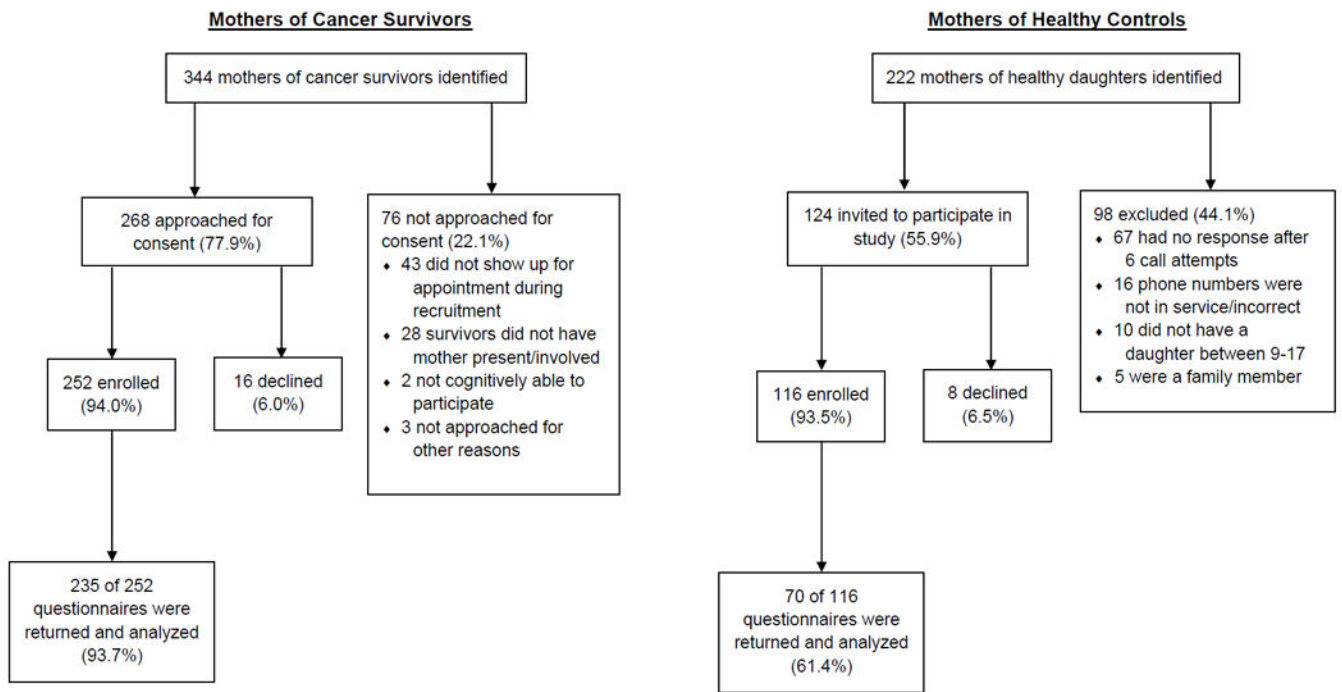 Mothers of Cancer Survivors
344 mothers of cancer survivors identified
268 approached for
consent (77.9%)
76 not approached for
consent (22.1%)
⬧ 43 did not show up for
appointment during
recruitment
⬧ 28 survivors did not have
mother present/involved
⬧ 2 not cognitively able to
participate
⬧ 3 not approached for
other reasons
252 enrolled
(94.0%)
16 declined
(6.0%)
235 of 252
questionnaires were
returned and analyzed
(93.7%)
Mothers of Healthy Controls
222 mothers of healthy daughters identified
124 invited to participate in
study (55.9%)
98 excluded (44.1%)
⬧ 67 had no response after
6 call attempts
⬧ 16 phone numbers were
not in service/incorrect
⬧ 10 did not have a
daughter between 9-17
⬧ 5 were a family member
116 enrolled
(93.5%)
8 declined
(6.5%)
70 of 116
questionnaires were
returned and analyzed
(61.4%)